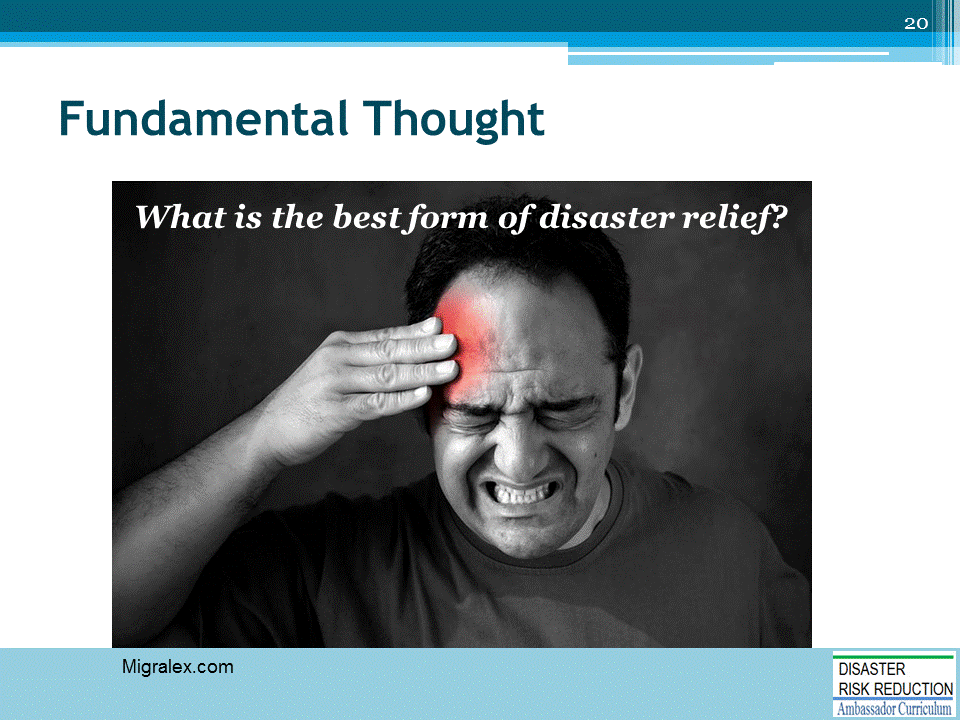 20
Fundamental Thought
What is the best form of disaster relief?
Migralex.com
DISASTER
RISK REDUCTION
Ambassador Curriculum